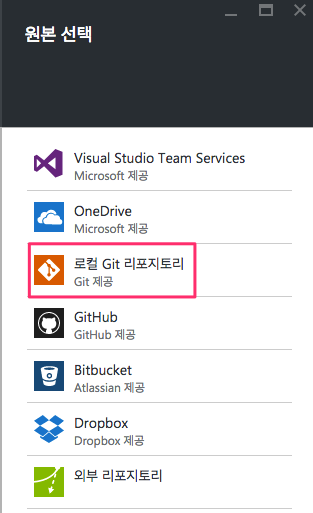 원본 선택
Visual Studio Team Services
Microsoft 제공
OneDrive
Microsoft 제공
로컬 Git 리포지토리
Git 제공
GitHub
GitHub 제공
Bitbucket
Atlassian 제공
Dropbox
Dropbox 제공
외부 리포지토리